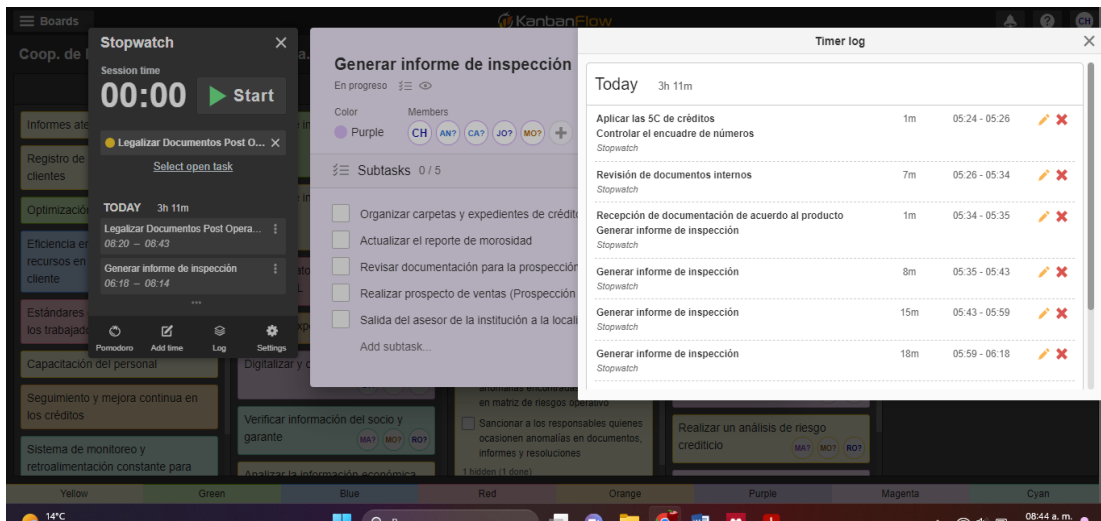 Boards
KanbanFlow
CH
Coop. de
Stopwatch
Session time
00:00
Start
Legalizar Documentos Post O...
Select open task
TODAY 3h 11m
Legalizar Documentos Post Opera...
08:20 – 08:43
Generar informe de inspección
06:18 – 08:14
Pomodoro
Add time
Log
Settings
Generar informe de inspección
En progreso
Color
Members
Purple
CH AN? CA? JO? MO?
Subtasks 0 / 5
Organizar carpetas y expedientes de crédito
Actualizar el reporte de morosidad
Revisar documentación para la prospección
Realizar prospecto de ventas (Prospección
Salida del asesor de la institución a la locali
Add subtask...
Timer log
Today 3h 11m
Aplicar las 5C de créditos 1m 05:24 - 05:26
Controlar el encuadre de números
Stopwatch
Revisión de documentos internos 7m 05:26 - 05:34
Stopwatch
Recepción de documentación de acuerdo al producto 1m 05:34 - 05:35
Generar informe de inspección
Stopwatch
Generar informe de inspección 8m 05:35 - 05:43
Stopwatch
Generar informe de inspección 15m 05:43 - 05:59
Stopwatch
Generar informe de inspección 18m 05:59 - 06:18
Stopwatch
Informes ate
Registro de
clientes
Optimizació
Eficiencia en
recursos en
cliente
Estándares
los trabajado
Capacitación del personal
Seguimiento y mejora continua en
los créditos
Sistema de monitoreo y
retroalimentación constante para
Digitalizar y c
Verificar información del socio y
garante
MA? MO? RO?
Analizar la información económica
anomalías encontradas
en matriz de riesgos operativo
Sancionar a los responsables quienes
ocasionen anomalías en documentos,
informes y resoluciones
1 hidden (1 done)
Realizar un análisis de riesgo
crediticio
MA? MO? RO?
Yellow Green Blue Red Orange Purple Magenta Cyan
14°C
08:44 a. m.